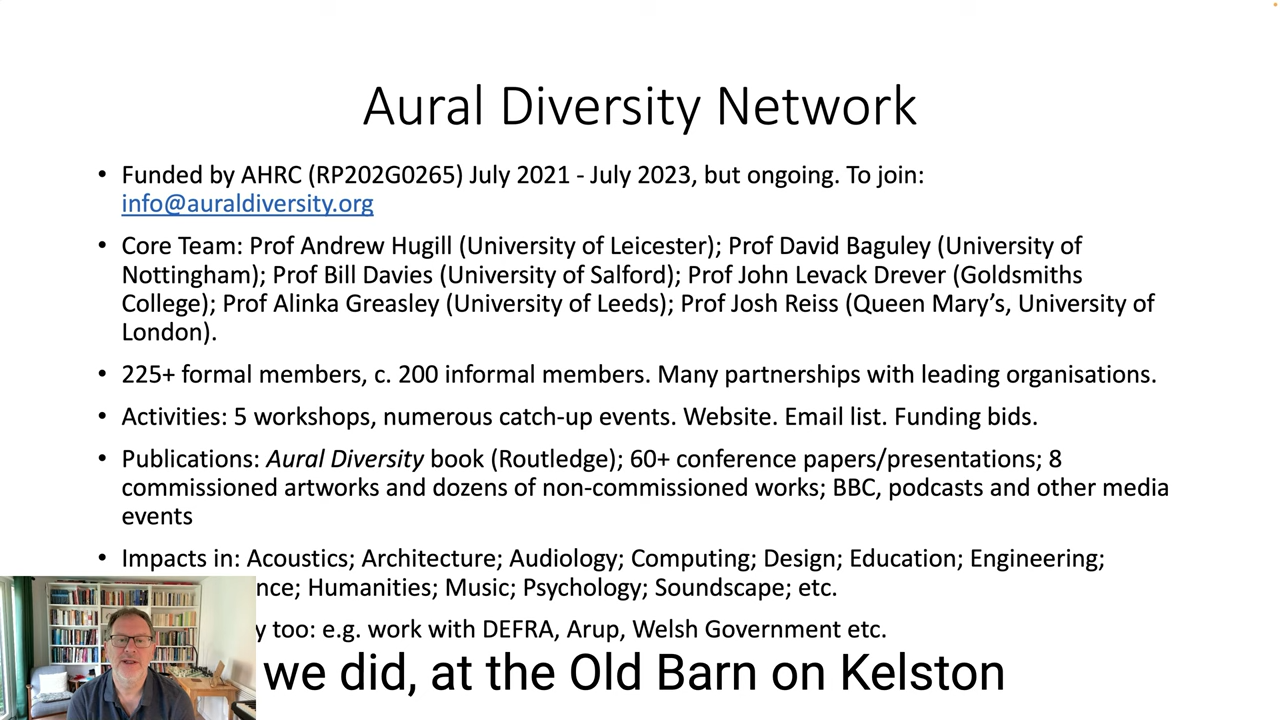 Aural Diversity Network
• Funded by AHRC (RP202G0265) July 2021 - July 2023, but ongoing. To join:
info@auraldiversity.org
• Core Team: Prof Andrew Hugill (University of Leicester); Prof David Baguley (University of
Nottingham); Prof Bill Davies (University of Salford); Prof John Levack Drever (Goldsmiths
College); Prof Alinka Greasley (University of Leeds); Prof Josh Reiss (Queen Mary’s, University of
London).
• 225+ formal members, c. 200 informal members. Many partnerships with leading organisations.
• Activities: 5 workshops, numerous catch-up events. Website. Email list. Funding bids.
• Publications: Aural Diversity book (Routledge); 60+ conference papers/presentations; 8
commissioned artworks and dozens of non-commissioned works; BBC, podcasts and other media
events
• Impacts in: Acoustics; Architecture; Audiology; Computing; Design; Education; Engineering;
nce; Humanities; Music; Psychology; Soundscape; etc.
y too: e.g. work with DEFRA, Arup, Welsh Government etc.
we did, at the Old Barn on Kelston